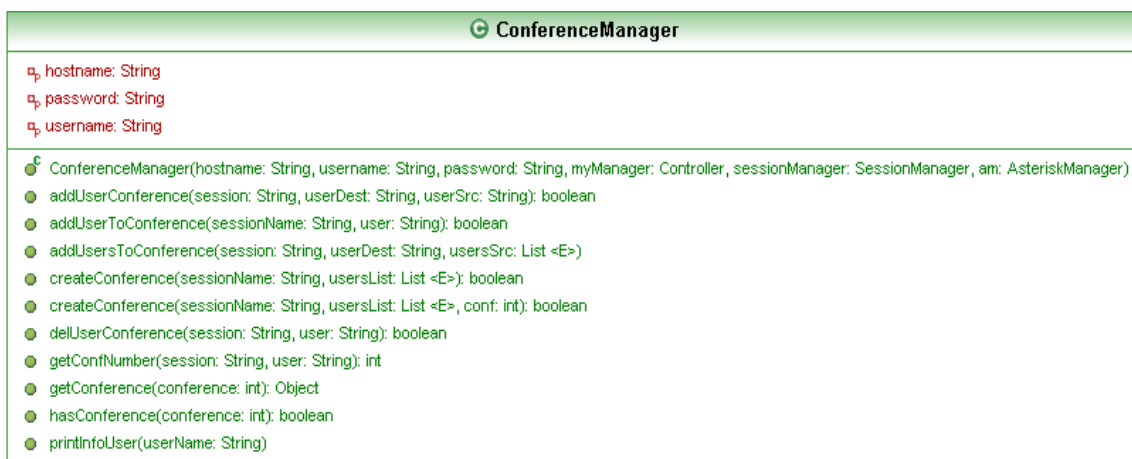 ConferenceManager
hostname: String
password: String
username: String
ConferenceManager(hostname: String, username: String, password: String, myManager: Controller, sessionManager: SessionManager, am: AsteriskManager)
addUserConference(session: String, userDest: String, userSrc: String): boolean
addUserToConference(sessionName: String, user: String): boolean
addUsersToConference(session: String, userDest: String, usersSrc: List <E>)
createConference(sessionName: String, usersList: List <E>): boolean
createConference(sessionName: String, usersList: List <E>, conf: int): boolean
delUserConference(session: String, user: String): boolean
getConfNumber(session: String, user: String): int
getConference(conference: int): Object
hasConference(conference: int): boolean
printInfoUser(userName: String)